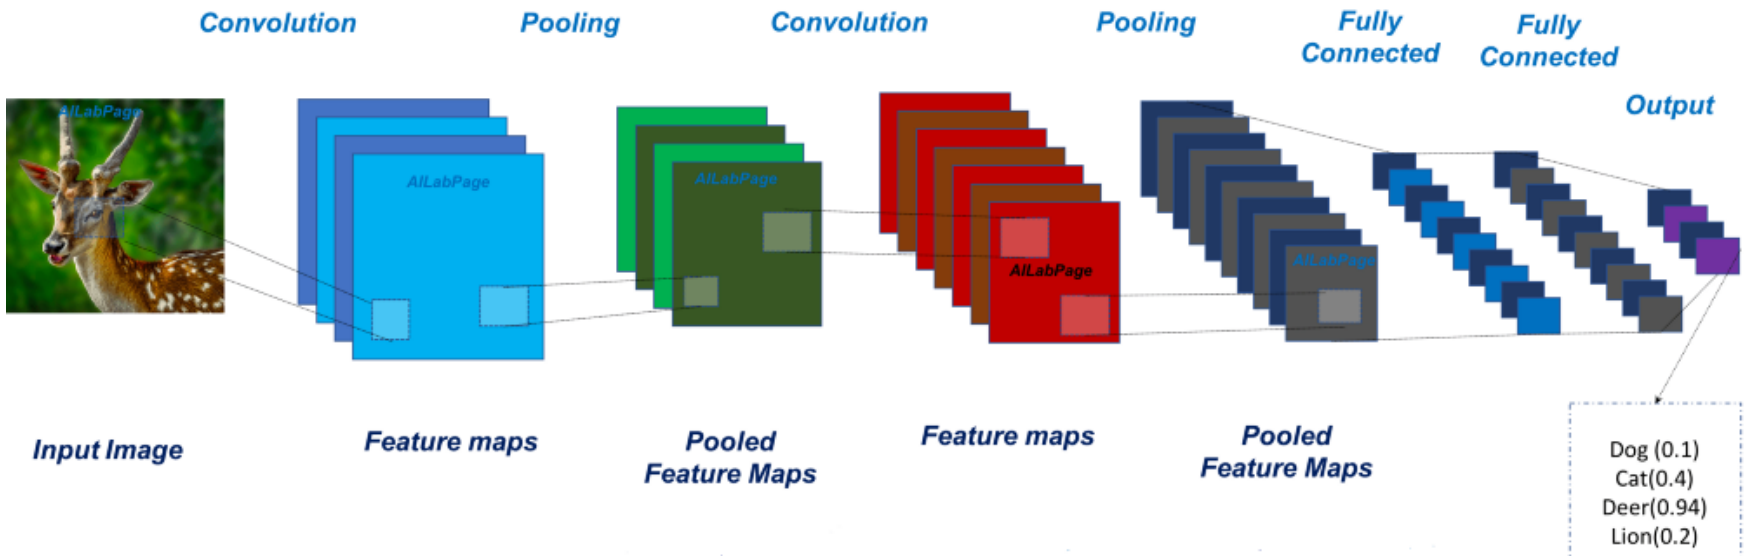 Convolution
Pooling
Convolution
Pooling
Fully
Connected
Fully
Connected
Output
AILabPage
AILabPage
AILabPage
AILabPage
AILabPage
Input Image
Feature maps
Pooled
Feature Maps
Feature maps
Pooled
Feature Maps
Dog (0.1)
Cat(0.4)
Deer(0.94)
Lion(0.2)